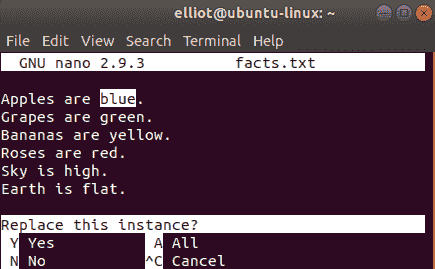 elliot@ubuntu-linux: ~
File Edit View Search Terminal Help
GNU nano 2.9.3 facts.txt
Apples are blue.
Grapes are green.
Bananas are yellow.
Roses are red.
Sky is high.
Earth is flat.
Replace this instance?
Y Yes A All
N No ^C Cancel